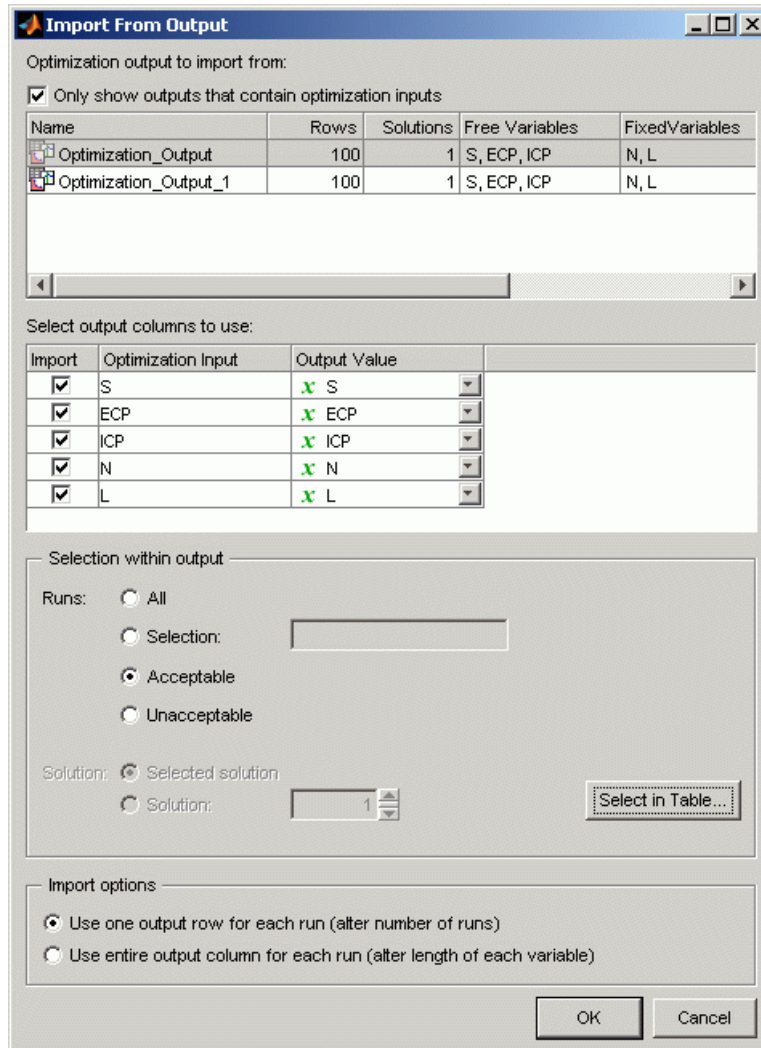 Import From Output
Optimization output to import from:
Only show outputs that contain optimization inputs
Name Rows Solutions Free Variables FixedVariables
Optimization_Output 100 1 S, ECP, ICP N, L
Optimization_Output_1 100 1 S, ECP, ICP N, L
Select output columns to use:
Import Optimization Input Output Value
S x S
ECP x ECP
ICP x ICP
N x N
L x L
Selection within output
Runs: All
Selection:
Acceptable
Unacceptable
Solution: Selected solution
Solution: 1
Select in Table...
Import options
Use one output row for each run (alter number of runs)
Use entire output column for each run (alter length of each variable)
OK Cancel